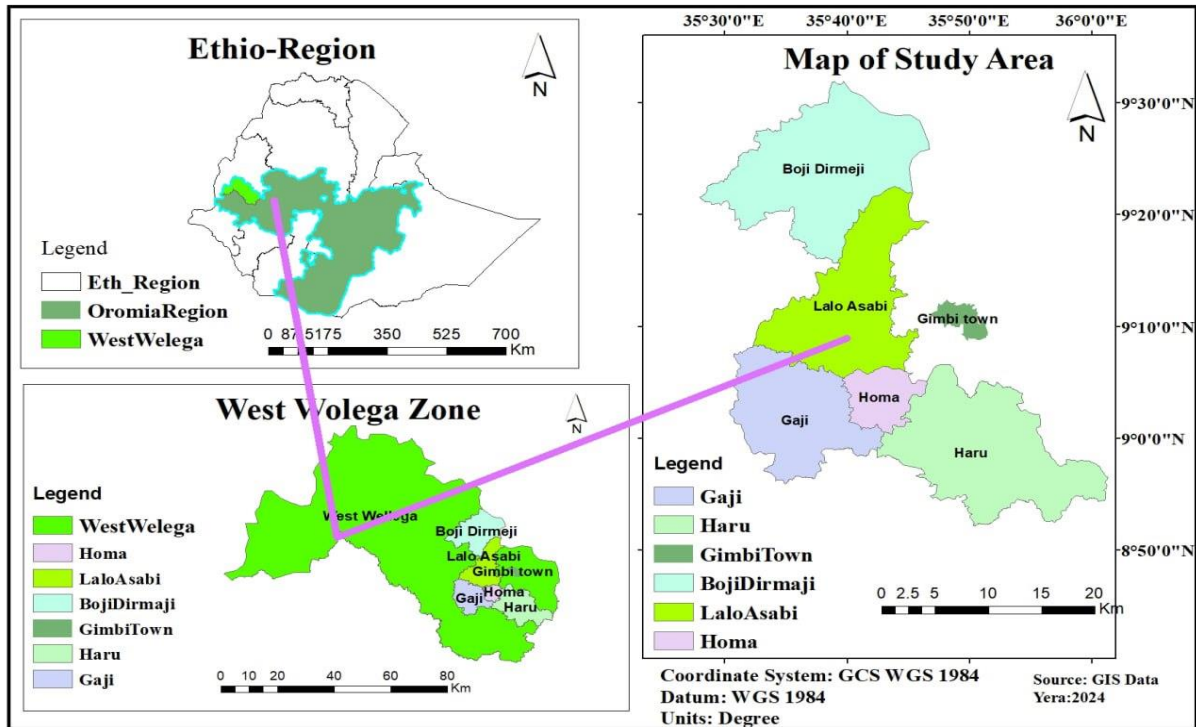 Ethio-Region
N
Legend
Eth_Region
OromiaRegion
WestWelega
0 87.5175 350 525 700
Km
West Wolega Zone
N
Legend
WestWelega
Homa
LaloAsabi
BojiDirmaji
GimbiTown
Haru
Gaji
West Wellega
Boji Dirmeji
Lalo Asabi
Gimbi town
Homa
Gaji
Haru
0 5 10 20 40 60 80
Km
35°30'0"E 35°40'0"E 35°50'0"E 36°0'0"E
Map of Study Area
N
9°30'0"N
9°20'0"N
9°10'0"N
9°0'0"N
8°50'0"N
Boji Dirmeji
Lalo Asabi
Gimbi town
Homa
Gaji
Haru
Legend
Gaji
Haru
GimbiTown
BojiDirmaji
LaloAsabi
Homa
0 2.5 5 10 15 20
Km
Coordinate System: GCS WGS 1984
Datum: WGS 1984
Units: Degree
Source: GIS Data
Yera:2024